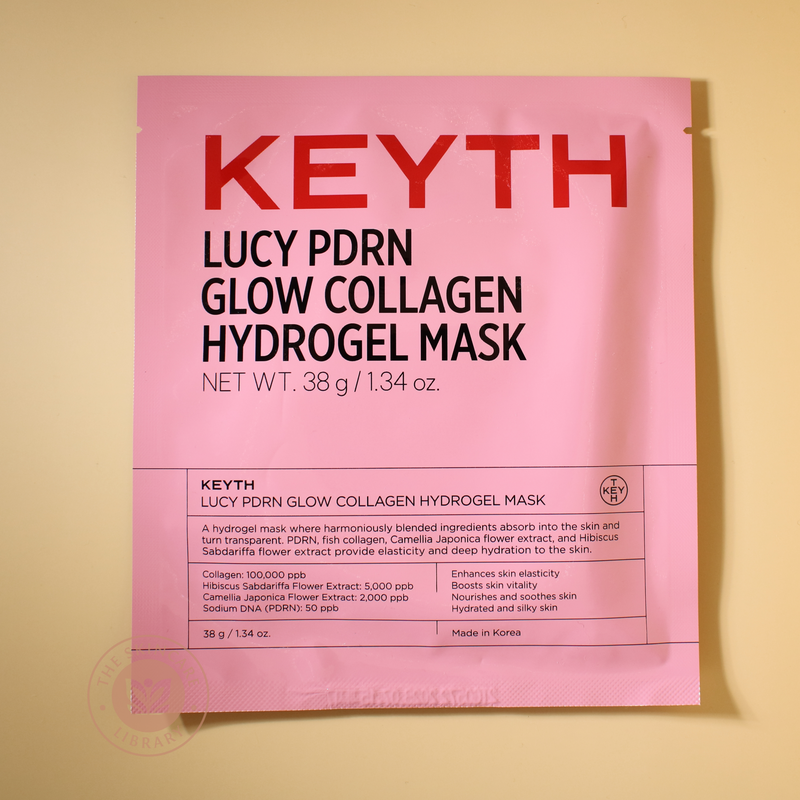 KEYTH
LUCY PDRN
GLOW COLLAGEN
HYDROGEL MASK
NET WT. 38 g / 1.34 oz.
KEYTH
LUCY PDRN GLOW COLLAGEN HYDROGEL MASK
T
KEY
H
A hydrogel mask where harmoniously blended ingredients absorb into the skin and
turn transparent. PDRN, fish collagen, Camellia Japonica flower extract, and Hibiscus
Sabdariffa flower extract provide elasticity and deep hydration to the skin.
Collagen: 100,000 ppb
Hibiscus Sabdariffa Flower Extract: 5,000 ppb
Camellia Japonica Flower Extract: 2,000 ppb
Sodium DNA (PDRN): 50 ppb
Enhances skin elasticity
Boosts skin vitality
Nourishes and soothes skin
Hydrated and silky skin
38 g / 1.34 oz.
Made in Korea
THE
LIBRARY